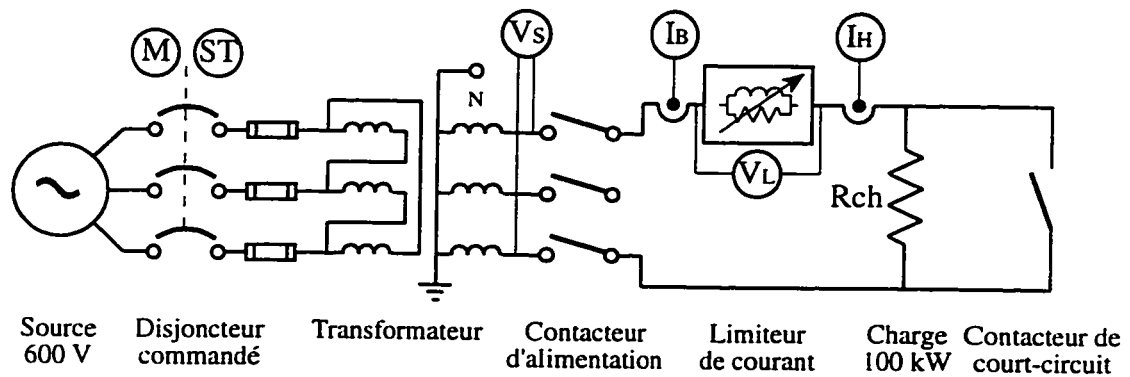 M ST
VS
IB
IH
N
VL
Rch
Source
600 V
Disjoncteur
commandé
Transformateur
Contacteur
d'alimentation
Limiteur
de courant
Charge
100 kW
Contacteur de
court-circuit